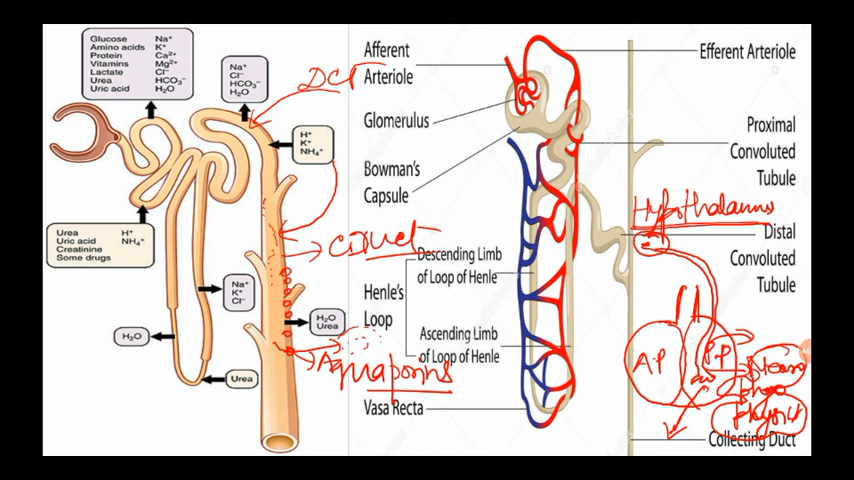 Glucose Na⁺
Amino acids K⁺
Protein Ca²⁺
Vitamins Mg²⁺
Lactate Cl⁻
Urea HCO₃⁻
Uric acid H₂O
Na⁺
Cl⁻
HCO₃⁻
H₂O
DCT
H⁺
K⁺
NH₄⁺
Urea H⁺
Uric acid NH₄⁺
Creatinine
Some drugs
Na⁺
K⁺
Cl⁻
H₂O
Urea
H₂O
Urea
C.Duct
Aquaporins
Afferent
Arteriole
Glomerulus
Bowman's
Capsule
Descending Limb
of Loop of Henle
Henle's
Loop
Ascending Limb
of Loop of Henle
Vasa Recta
Efferent Arteriole
Proximal
Convoluted
Tubule
Hypothalamus
Distal
Convoluted
Tubule
A.P
P.P
Collecting Duct